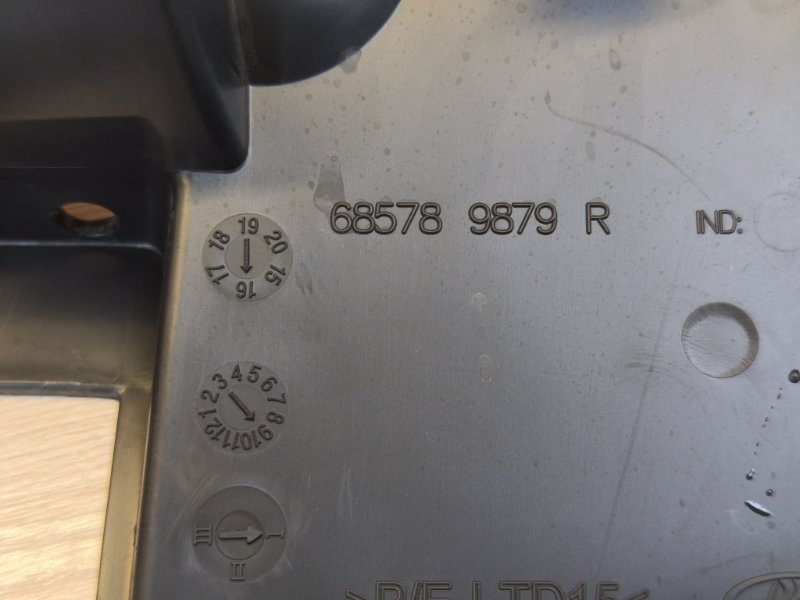 68578 9879 R
IND:
15 16 17 18 19 20
1 2 3 4 5 6 7 8 9 10 11 12
I II III
>P/E-LTD15<